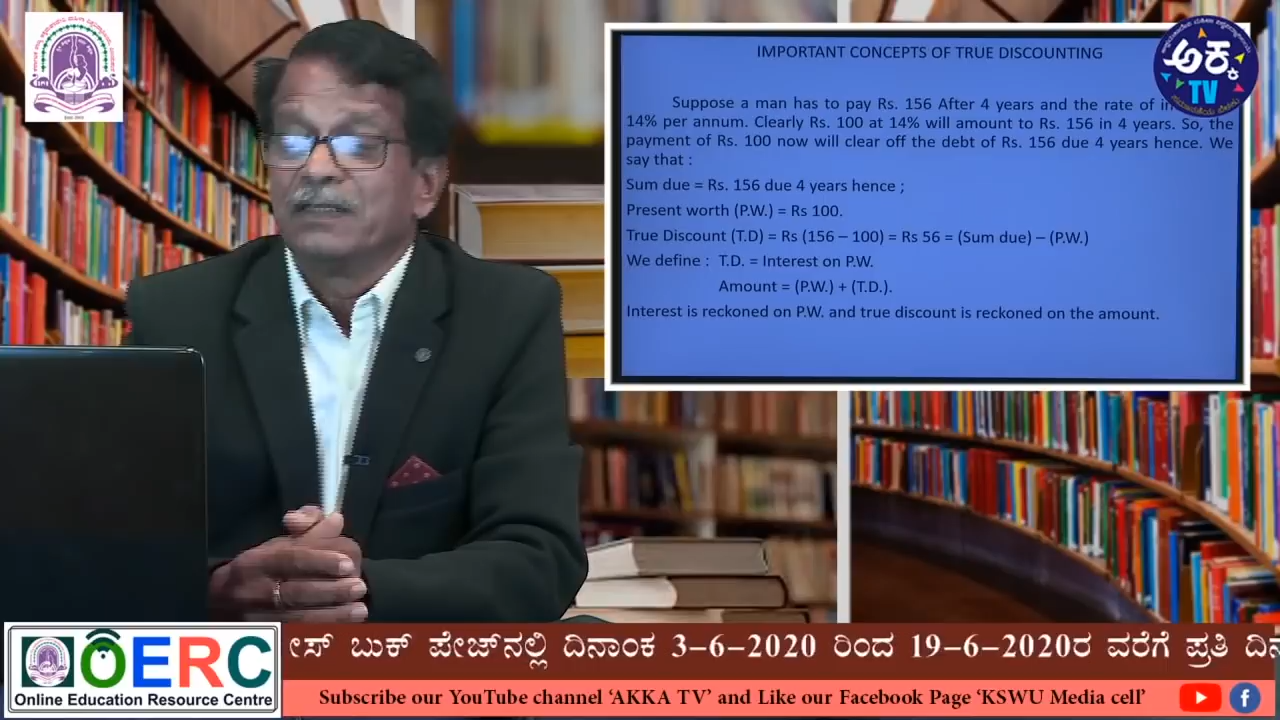 IMPORTANT CONCEPTS OF TRUE DISCOUNTING
Suppose a man has to pay Rs. 156 After 4 years and the rate of
14% per annum. Clearly Rs. 100 at 14% will amount to Rs. 156 in 4 years. So, the
payment of Rs. 100 now will clear off the debt of Rs. 156 due 4 years hence. We
say that :
Sum due = Rs. 156 due 4 years hence ;
Present worth (P.W.) = Rs 100.
True Discount (T.D) = Rs (156 – 100) = Rs 56 = (Sum due) – (P.W.)
We define : T.D. = Interest on P.W.
Amount = (P.W.) + (T.D.).
Interest is reckoned on P.W. and true discount is reckoned on the amount.
ಅಕ್ಕ
TV
OERC
Online Education Resource Centre
ಬುಕ್ ಪೇಜ್‌ನಲ್ಲಿ ದಿನಾಂಕ 3-6-2020 ರಿಂದ 19-6-2020ರ ವರೆಗೆ ಪ್ರತಿ
Subscribe our YouTube channel ‘AKKA TV’ and Like our Facebook Page ‘KSWU Media cell’